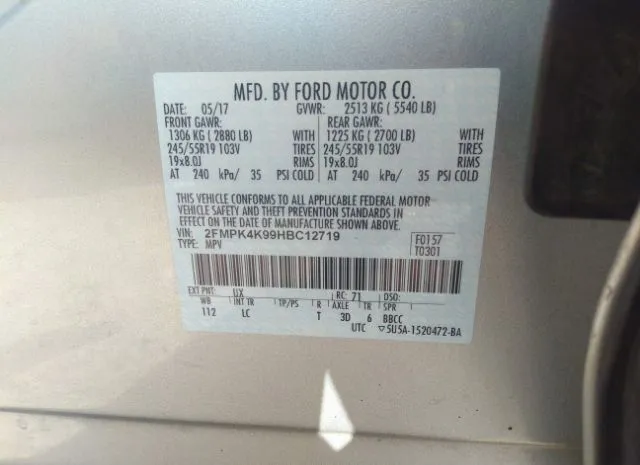 MFD. BY FORD MOTOR CO.
DATE: 05/17 GVWR: 2513 KG ( 5540 LB)
FRONT GAWR: REAR GAWR:
1306 KG ( 2880 LB) WITH 1225 KG ( 2700 LB) WITH
245/55R19 103V TIRES 245/55R19 103V TIRES
19x8.0J RIMS 19x8.0J RIMS
AT 240 kPa/ 35 PSI COLD AT 240 kPa/ 35 PSI COLD
THIS VEHICLE CONFORMS TO ALL APPLICABLE FEDERAL MOTOR
VEHICLE SAFETY AND THEFT PREVENTION STANDARDS IN
EFFECT ON THE DATE OF MANUFACTURE SHOWN ABOVE.
VIN: 2FMPK4K99HBC12719 F0157
TYPE: MPV T0301
EXT PNT: UX RC: 71 DSO:
WB INT TR TP/PS R AXLE TR SPR
112 LC T 3D 6 BBCC
UTC ▽5U5A-1520472-BA